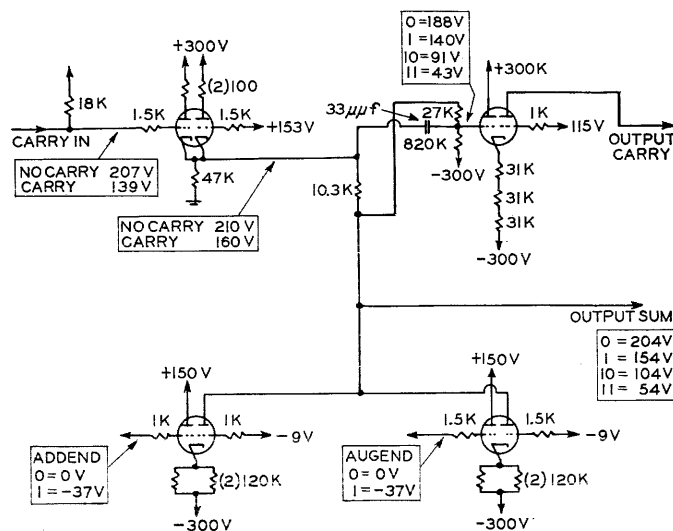 0=188V
1=140V
10=91V
11=43V
+300V
(2)100
+300K
18K
1.5K
1.5K
+153V
33μμf
27K
1K
115V
CARRY IN
820K
OUTPUT
CARRY
-300V
NO CARRY 207V
CARRY 139V
47K
31K
31K
31K
10.3K
NO CARRY 210V
CARRY 160V
-300V
OUTPUT SUM
0=204V
1=154V
10=104V
11=54V
+150V
+150V
1K
1K
-9V
1.5K
1.5K
-9V
ADDEND
0=0V
1=-37V
(2)120K
AUGEND
0=0V
1=-37V
(2)120K
-300V
-300V